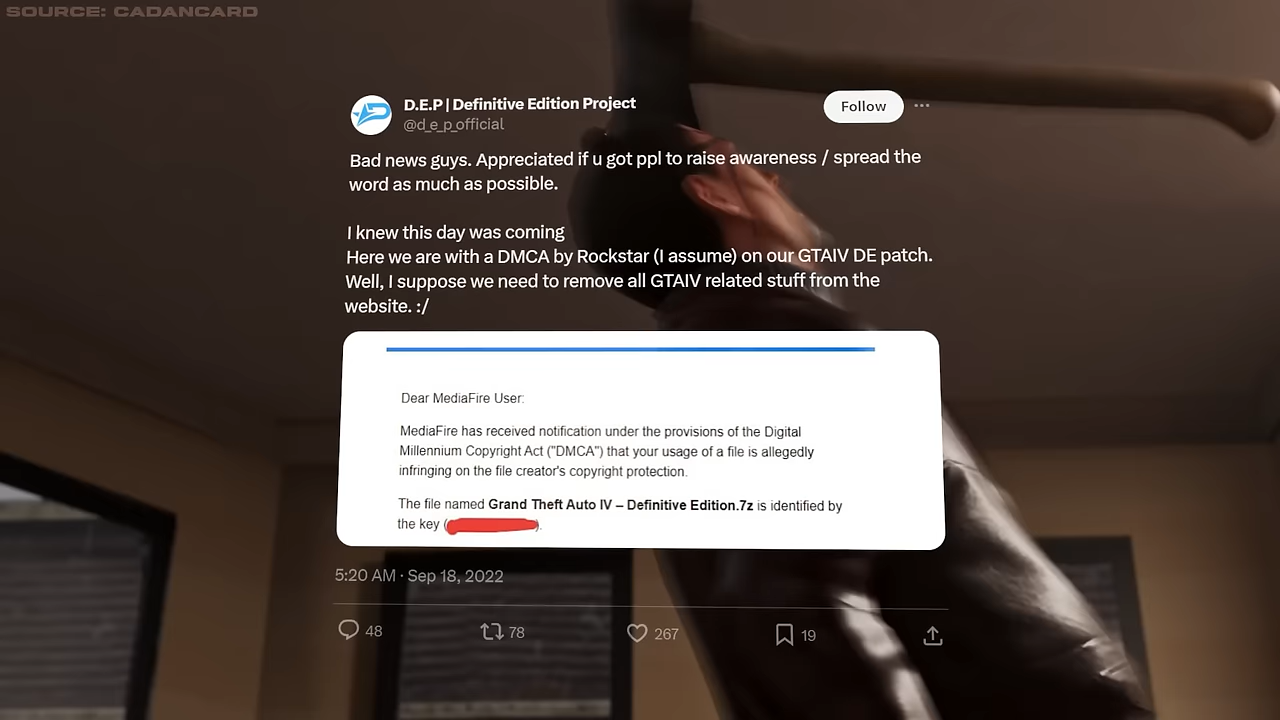 SOURCE: CADANCARD
D.E.P | Definitive Edition Project
@d_e_p_official
Follow
Bad news guys. Appreciated if u got ppl to raise awareness / spread the
word as much as possible.
I knew this day was coming
Here we are with a DMCA by Rockstar (I assume) on our GTAIV DE patch.
Well, I suppose we need to remove all GTAIV related stuff from the
website. :/
Dear MediaFire User:
MediaFire has received notification under the provisions of the Digital
Millennium Copyright Act ("DMCA") that your usage of a file is allegedly
infringing on the file creator's copyright protection.
The file named Grand Theft Auto IV – Definitive Edition.7z is identified by
the key ( ).
5:20 AM · Sep 18, 2022
48
78
267
19